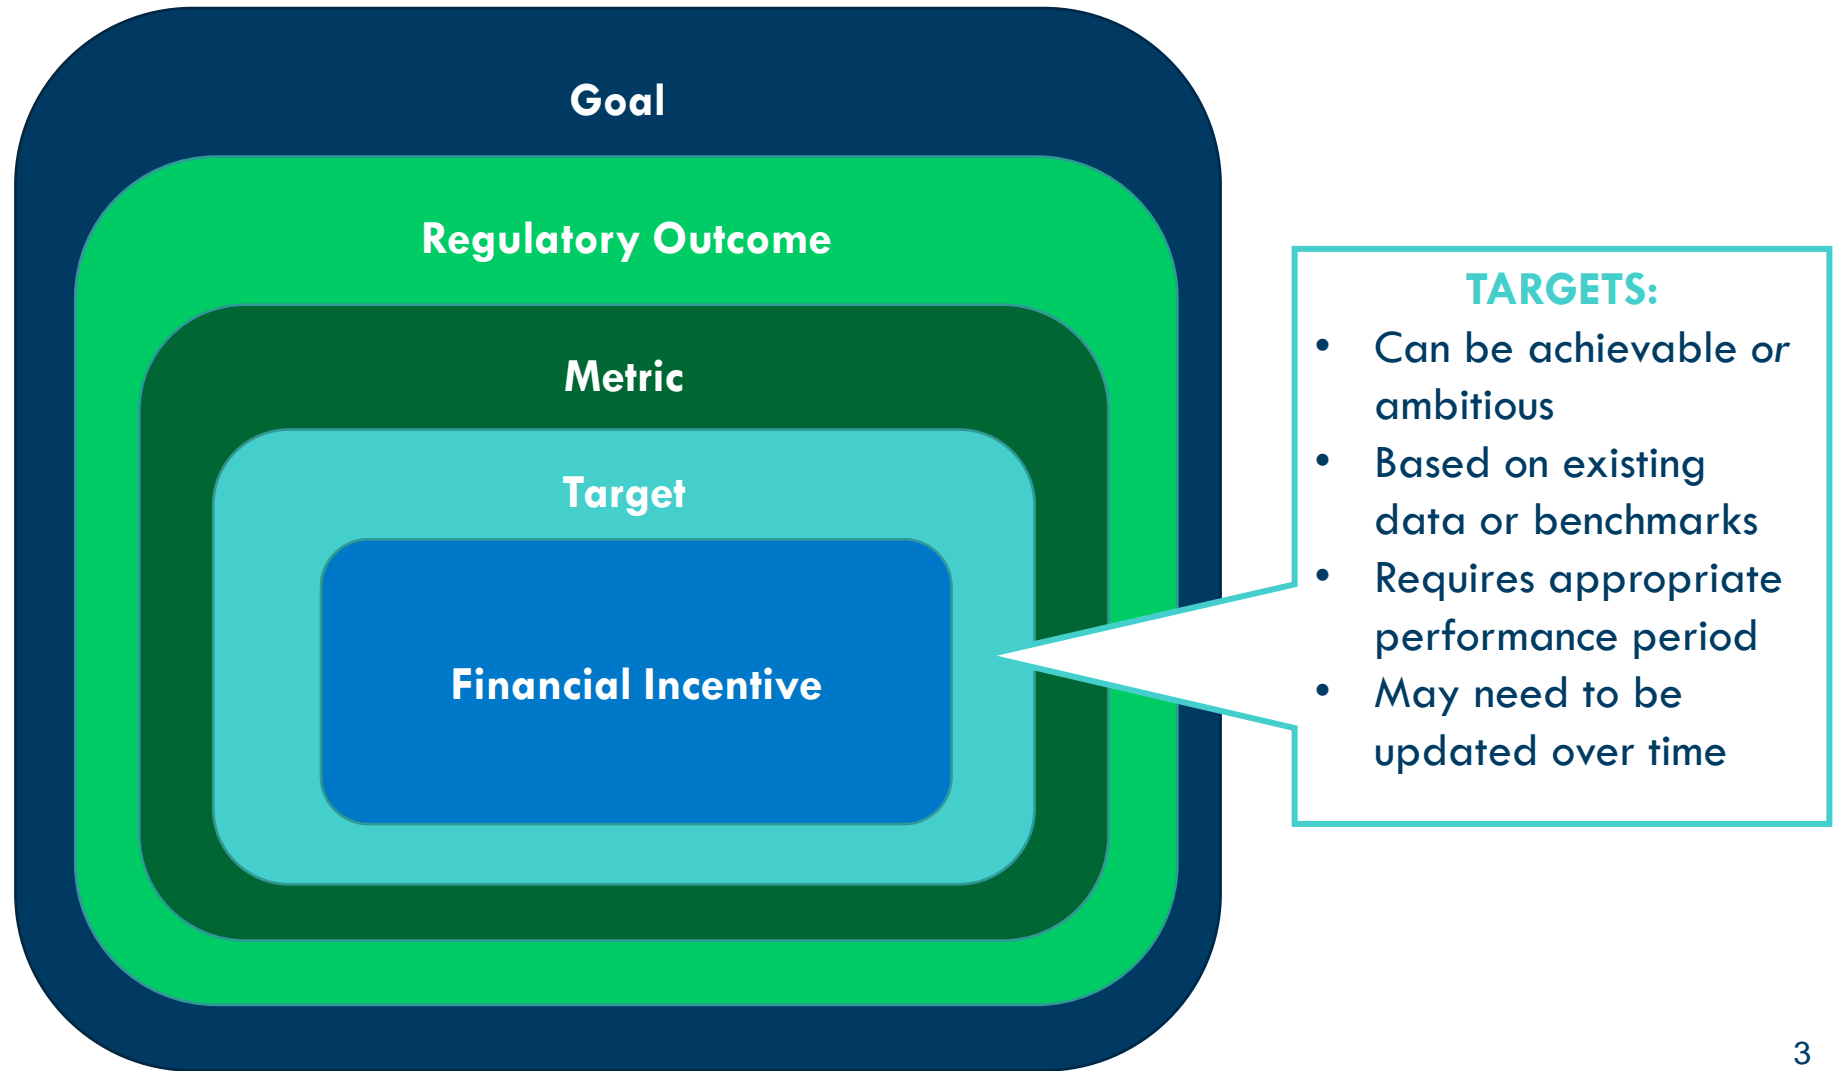 Goal
Regulatory Outcome
Metric
Target
Financial Incentive
TARGETS:
• Can be achievable or
ambitious
• Based on existing
data or benchmarks
• Requires appropriate
performance period
• May need to be
updated over time
3